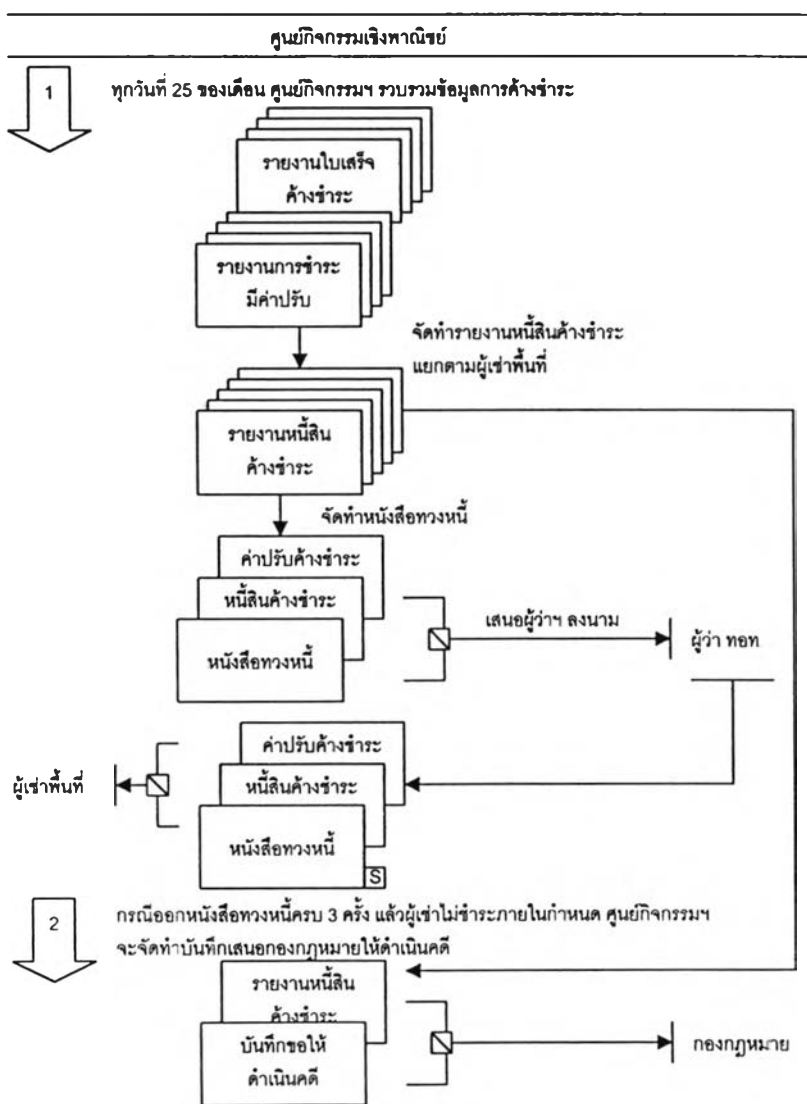 ศูนย์กิจกรรมเชิงพาณิชย์
1
ทุกวันที่ 25 ของเดือน ศูนย์กิจกรรมฯ รวบรวมข้อมูลการค้างชำระ
รายงานใบเสร็จ
ค้างชำระ
รายงานการชำระ
มีค่าปรับ
จัดทำรายงานหนี้สินค้างชำระ
แยกตามผู้เช่าพื้นที่
รายงานหนี้สิน
ค้างชำระ
จัดทำหนังสือทวงหนี้
ค่าปรับค้างชำระ
หนี้สินค้างชำระ
หนังสือทวงหนี้
เสนอผู้ว่าฯ ลงนาม
ผู้ว่า ทอท
ค่าปรับค้างชำระ
ผู้เช่าพื้นที่
หนี้สินค้างชำระ
หนังสือทวงหนี้
S
2
กรณีออกหนังสือทวงหนี้ครบ 3 ครั้ง แล้วผู้เช่าไม่ชำระภายในกำหนด ศูนย์กิจกรรมฯ
จะจัดทำบันทึกเสนอกองกฎหมายให้ดำเนินคดี
รายงานหนี้สิน
ค้างชำระ
บันทึกขอให้
ดำเนินคดี
กองกฎหมาย